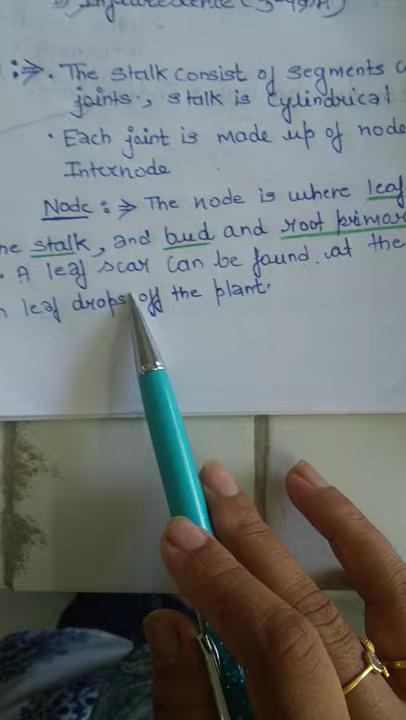 :⇒. The stalk consist of segments
joints, stalk is cylindrical
· Each joint is made up of node
Internode
Node :⇒ The node is where leaf
stalk, and bud and root primor
. A leaf scar can be found at the
leaf drops off the plant.